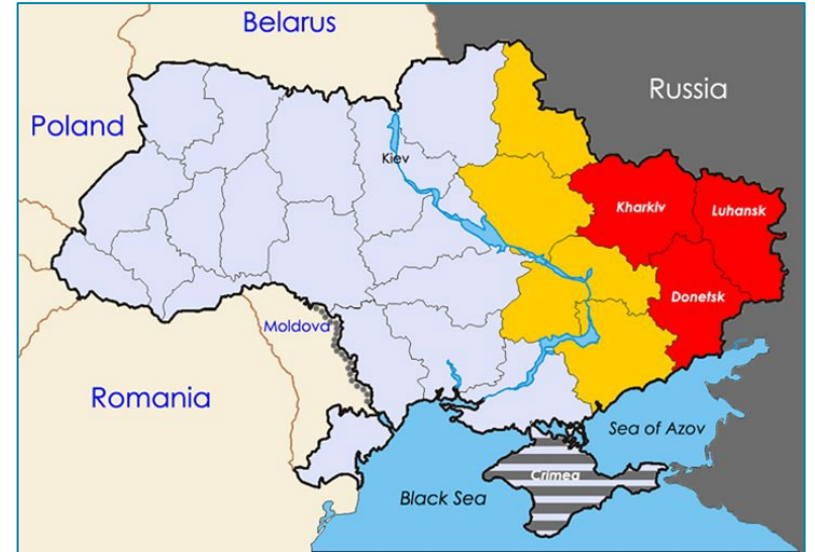 Belarus
Russia
Poland
Kiev
Kharkiv
Luhansk
Donetsk
Moldova
Romania
Sea of Azov
Crimea
Black Sea